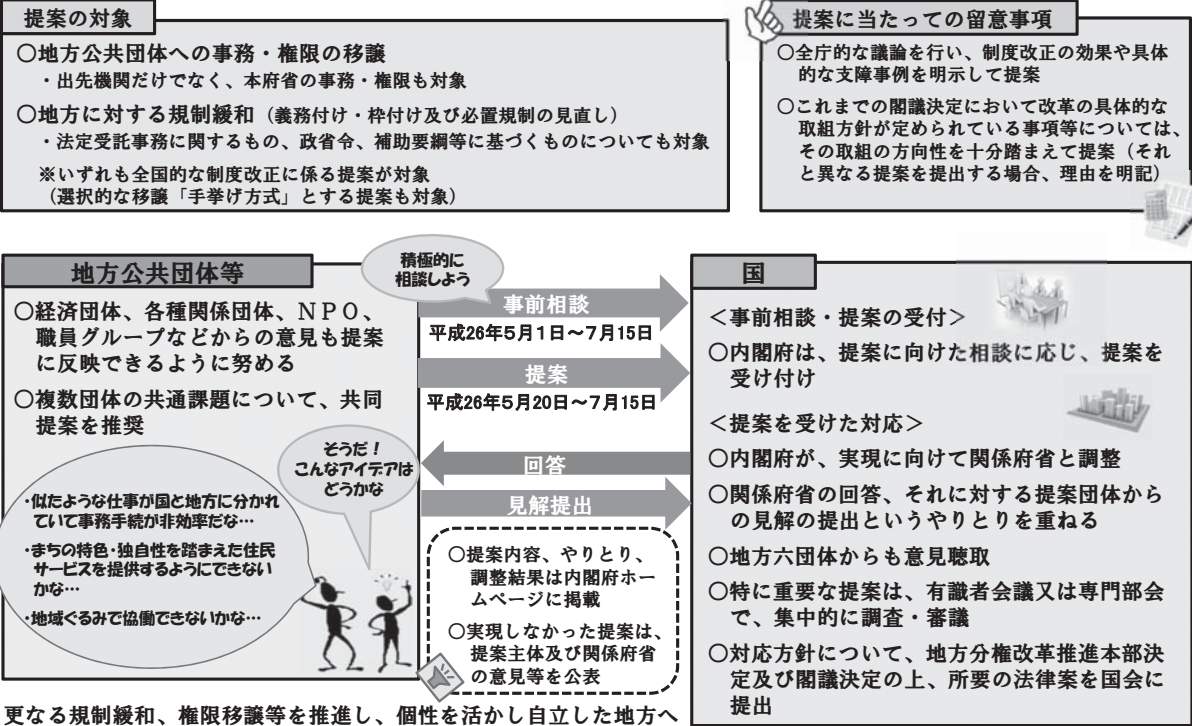 提案の対象
○地方公共団体への事務・権限の移譲
・出先機関だけでなく、本府省の事務・権限も対象
○地方に対する規制緩和（義務付け・枠付け及び必置規制の見直し）
・法定受託事務に関するもの、政省令、補助要綱等に基づくものについても対象
※いずれも全国的な制度改正に係る提案が対象
（選択的な移譲「手挙げ方式」とする提案も対象）
提案に当たっての留意事項
○全庁的な議論を行い、制度改正の効果や具体
的な支障事例を明示して提案
○これまでの閣議決定において改革の具体的な
取組方針が定められている事項等については、
その取組の方向性を十分踏まえて提案（それ
と異なる提案を提出する場合、理由を明記）
地方公共団体等
○経済団体、各種関係団体、ＮＰＯ、
職員グループなどからの意見も提案
に反映できるように努める
○複数団体の共通課題について、共同
提案を推奨
そうだ！
こんなアイデアは
どうかな
・似たような仕事が国と地方に分かれ
ていて事務手続が非効率だな…
・まちの特色・独自性を踏まえた住民
サービスを提供するようにできない
かな…
・地域ぐるみで協働できないかな…
積極的に
相談しよう
事前相談
平成26年５月１日～７月15日
提案
平成26年５月20日～７月15日
回答
見解提出
○提案内容、やりとり、
調整結果は内閣府ホー
ムページに掲載
○実現しなかった提案は、
提案主体及び関係府省
の意見等を公表
国
＜事前相談・提案の受付＞
○内閣府は、提案に向けた相談に応じ、提案を
受け付け
＜提案を受けた対応＞
○内閣府が、実現に向けて関係府省と調整
○関係府省の回答、それに対する提案団体から
の見解の提出というやりとりを重ねる
○地方六団体からも意見聴取
○特に重要な提案は、有識者会議又は専門部会
で、集中的に調査・審議
○対応方針について、地方分権改革推進本部決
定及び閣議決定の上、所要の法律案を国会に
提出
更なる規制緩和、権限移譲等を推進し、個性を活かし自立した地方へ